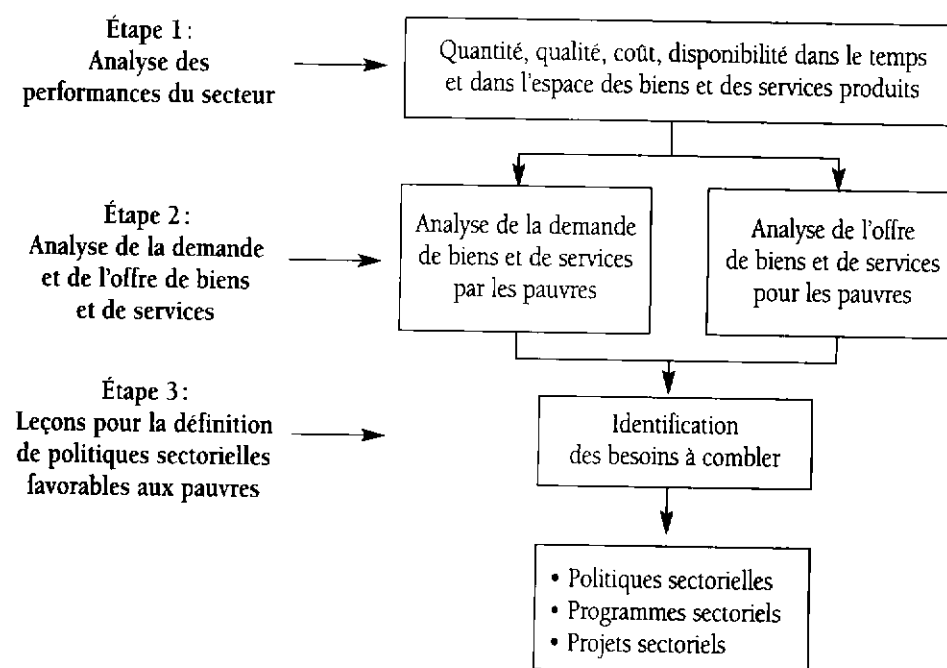 Étape 1 :
Analyse des
performances du secteur
Quantité, qualité, coût, disponibilité dans le temps
et dans l'espace des biens et des services produits
Étape 2 :
Analyse de la demande
et de l'offre de biens
et de services
Analyse de la demande
de biens et de services
par les pauvres
Analyse de l'offre
de biens et de services
pour les pauvres
Étape 3 :
Leçons pour la définition
de politiques sectorielles
favorables aux pauvres
Identification
des besoins à combler
• Politiques sectorielles
• Programmes sectoriels
• Projets sectoriels